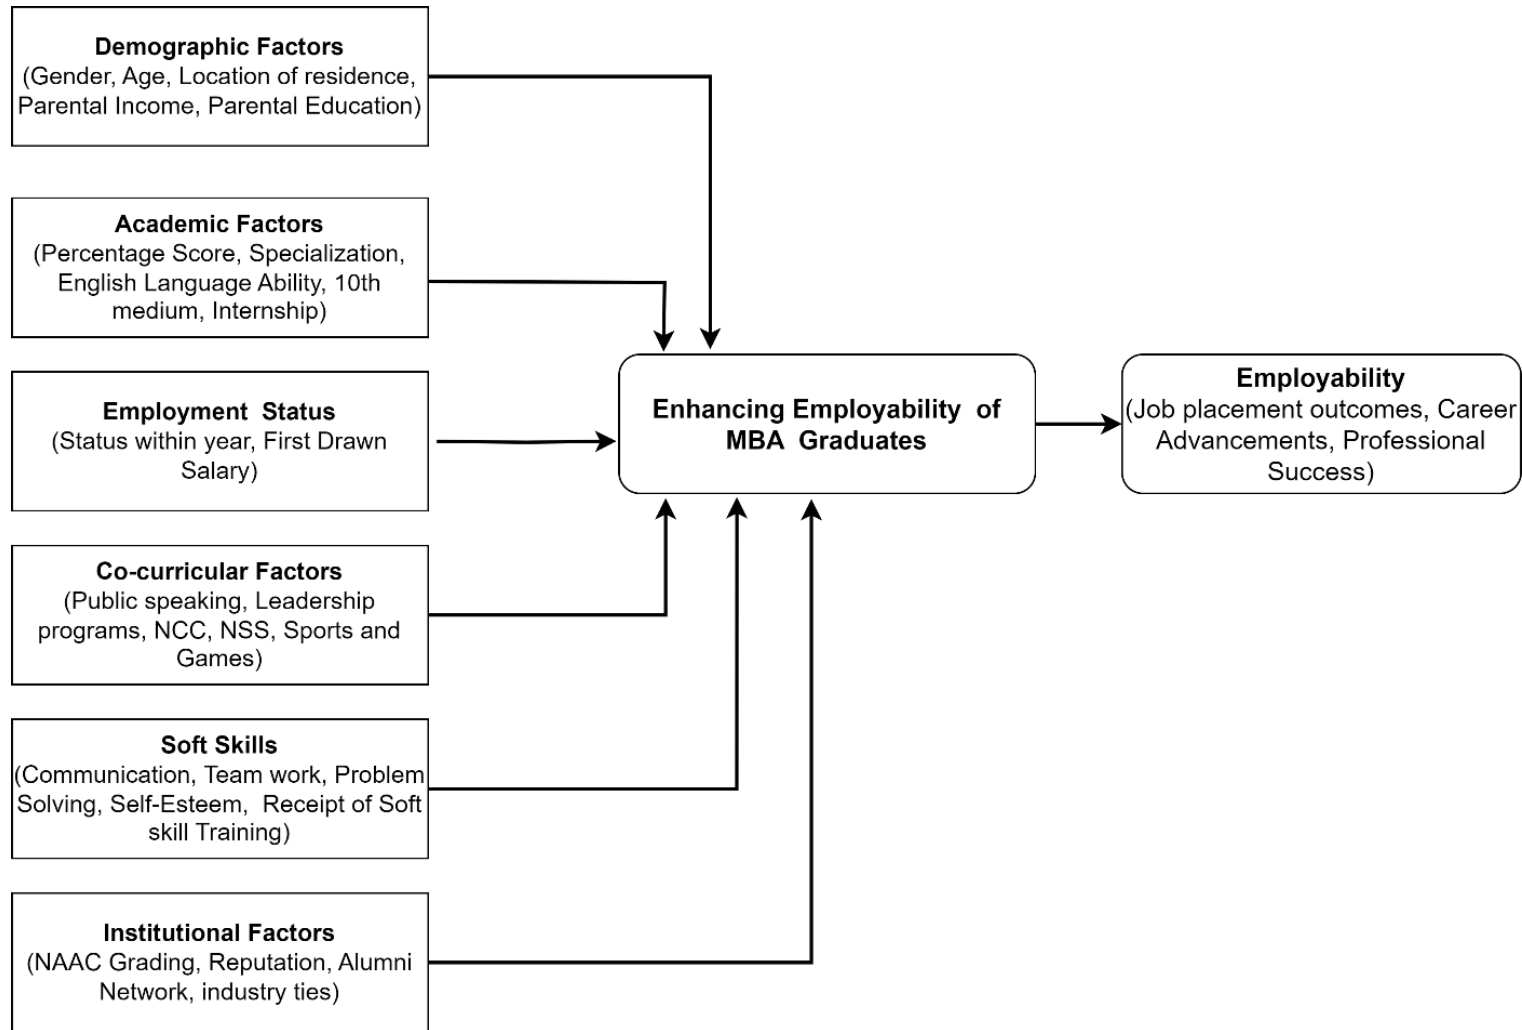 Demographic Factors
(Gender, Age, Location of residence,
Parental Income, Parental Education)
Academic Factors
(Percentage Score, Specialization,
English Language Ability, 10th
medium, Internship)
Employment Status
(Status within year, First Drawn
Salary)
Co-curricular Factors
(Public speaking, Leadership
programs, NCC, NSS, Sports and
Games)
Soft Skills
(Communication, Team work, Problem
Solving, Self-Esteem, Receipt of Soft
skill Training)
Institutional Factors
(NAAC Grading, Reputation, Alumni
Network, industry ties)
Enhancing Employability of
MBA Graduates
Employability
(Job placement outcomes, Career
Advancements, Professional
Success)